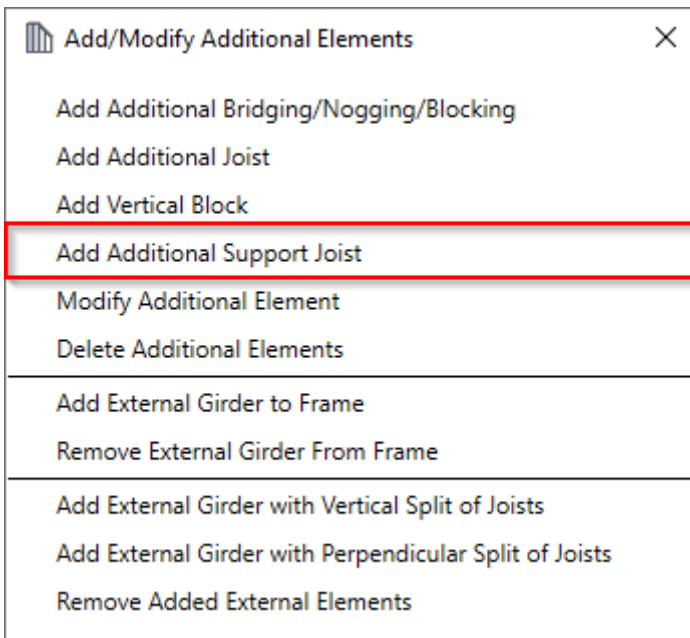 Add/Modify Additional Elements
Add Additional Bridging/Nogging/Blocking
Add Additional Joist
Add Vertical Block
Add Additional Support Joist
Modify Additional Element
Delete Additional Elements
Add External Girder to Frame
Remove External Girder From Frame
Add External Girder with Vertical Split of Joists
Add External Girder with Perpendicular Split of Joists
Remove Added External Elements